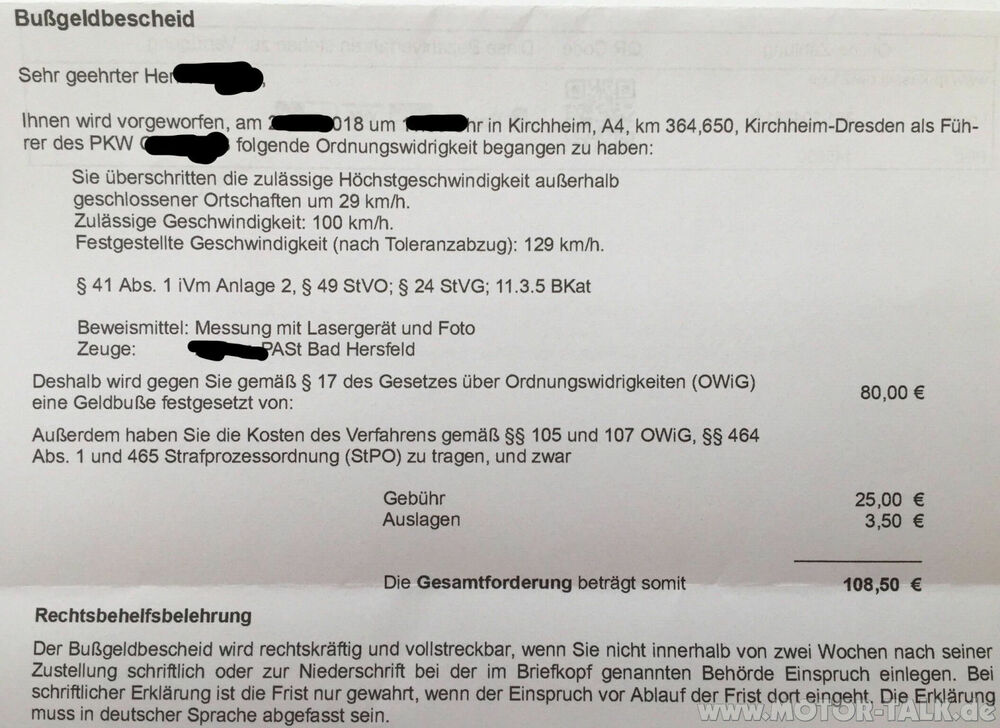 Bußgeldbescheid
Sehr geehrter Her
Ihnen wird vorgeworfen, am 2 018 um 1 hr in Kirchheim, A4, km 364,650, Kirchheim-Dresden als Füh-
rer des PKW folgende Ordnungswidrigkeit begangen zu haben:
Sie überschritten die zulässige Höchstgeschwindigkeit außerhalb
geschlossener Ortschaften um 29 km/h.
Zulässige Geschwindigkeit: 100 km/h.
Festgestellte Geschwindigkeit (nach Toleranzabzug): 129 km/h.
§ 41 Abs. 1 iVm Anlage 2, § 49 StVO; § 24 StVG; 11.3.5 BKat
Beweismittel: Messung mit Lasergerät und Foto
Zeuge: PASt Bad Hersfeld
Deshalb wird gegen Sie gemäß § 17 des Gesetzes über Ordnungswidrigkeiten (OWiG)
eine Geldbuße festgesetzt von: 80,00 €
Außerdem haben Sie die Kosten des Verfahrens gemäß §§ 105 und 107 OWiG, §§ 464
Abs. 1 und 465 Strafprozessordnung (StPO) zu tragen, und zwar
Gebühr 25,00 €
Auslagen 3,50 €
Die Gesamtforderung beträgt somit 108,50 €
Rechtsbehelfsbelehrung
Der Bußgeldbescheid wird rechtskräftig und vollstreckbar, wenn Sie nicht innerhalb von zwei Wochen nach seiner
Zustellung schriftlich oder zur Niederschrift bei der im Briefkopf genannten Behörde Einspruch einlegen. Bei
schriftlicher Erklärung ist die Frist nur gewahrt, wenn der Einspruch vor Ablauf der Frist dort eingeht. Die Erklärung
muss in deutscher Sprache abgefasst sein.
www.MOTOR-TALK.de